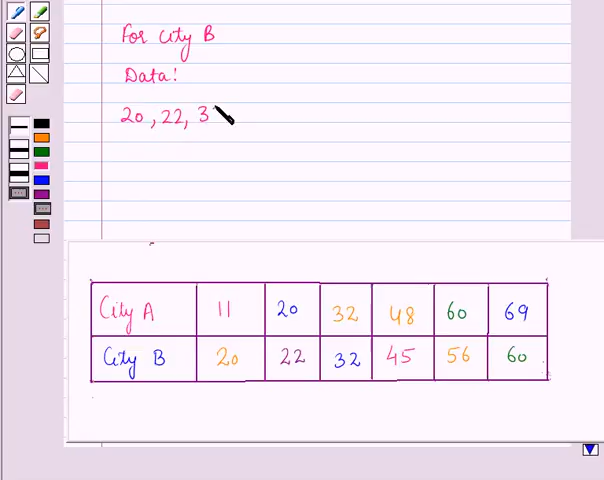 For City B
Data:
20, 22, 3
City A 11 20 32 48 60 69
City B 20 22 32 45 56 60